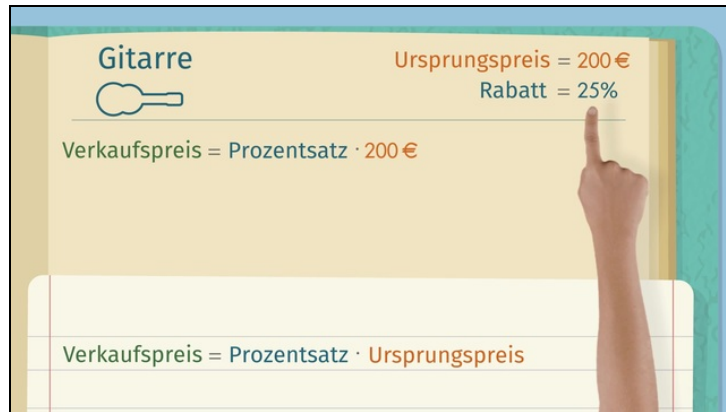 Gitarre
Ursprungspreis = 200 €
Rabatt = 25%
Verkaufspreis = Prozentsatz · 200 €
Verkaufspreis = Prozentsatz · Ursprungspreis